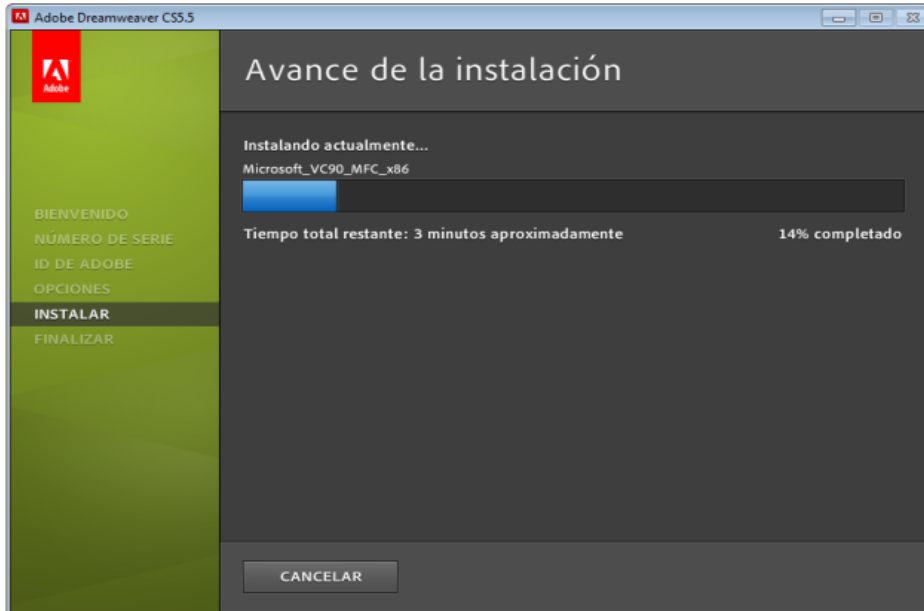 Adobe Dreamweaver CS5.5
Adobe
Avance de la instalación
Instalando actualmente...
Microsoft_VC90_MFC_x86
Tiempo total restante: 3 minutos aproximadamente 14% completado
BIENVENIDO
NÚMERO DE SERIE
ID DE ADOBE
OPCIONES
INSTALAR
FINALIZAR
CANCELAR